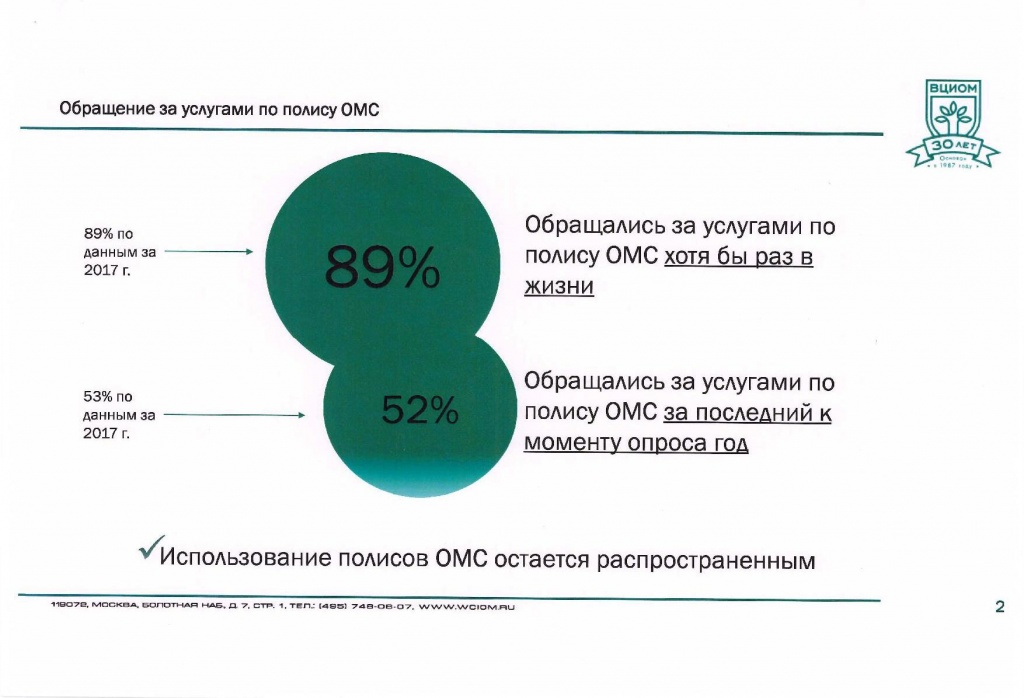 Обращение за услугами по полису ОМС
ВЦИОМ
30 ЛЕТ
Основан
в 1987 году
89% по
данным за
2017 г.
89%
Обращались за услугами по
полису ОМС хотя бы раз в
жизни
53% по
данным за
2017 г.
52%
Обращались за услугами по
полису ОМС за последний к
моменту опроса год
✓Использование полисов ОМС остается распространенным
119072, МОСКВА, БОЛОТНАЯ НАБ, Д. 7, СТР. 1, ТЕЛ.: (495) 748-08-07, WWW.WCIOM.RU
2